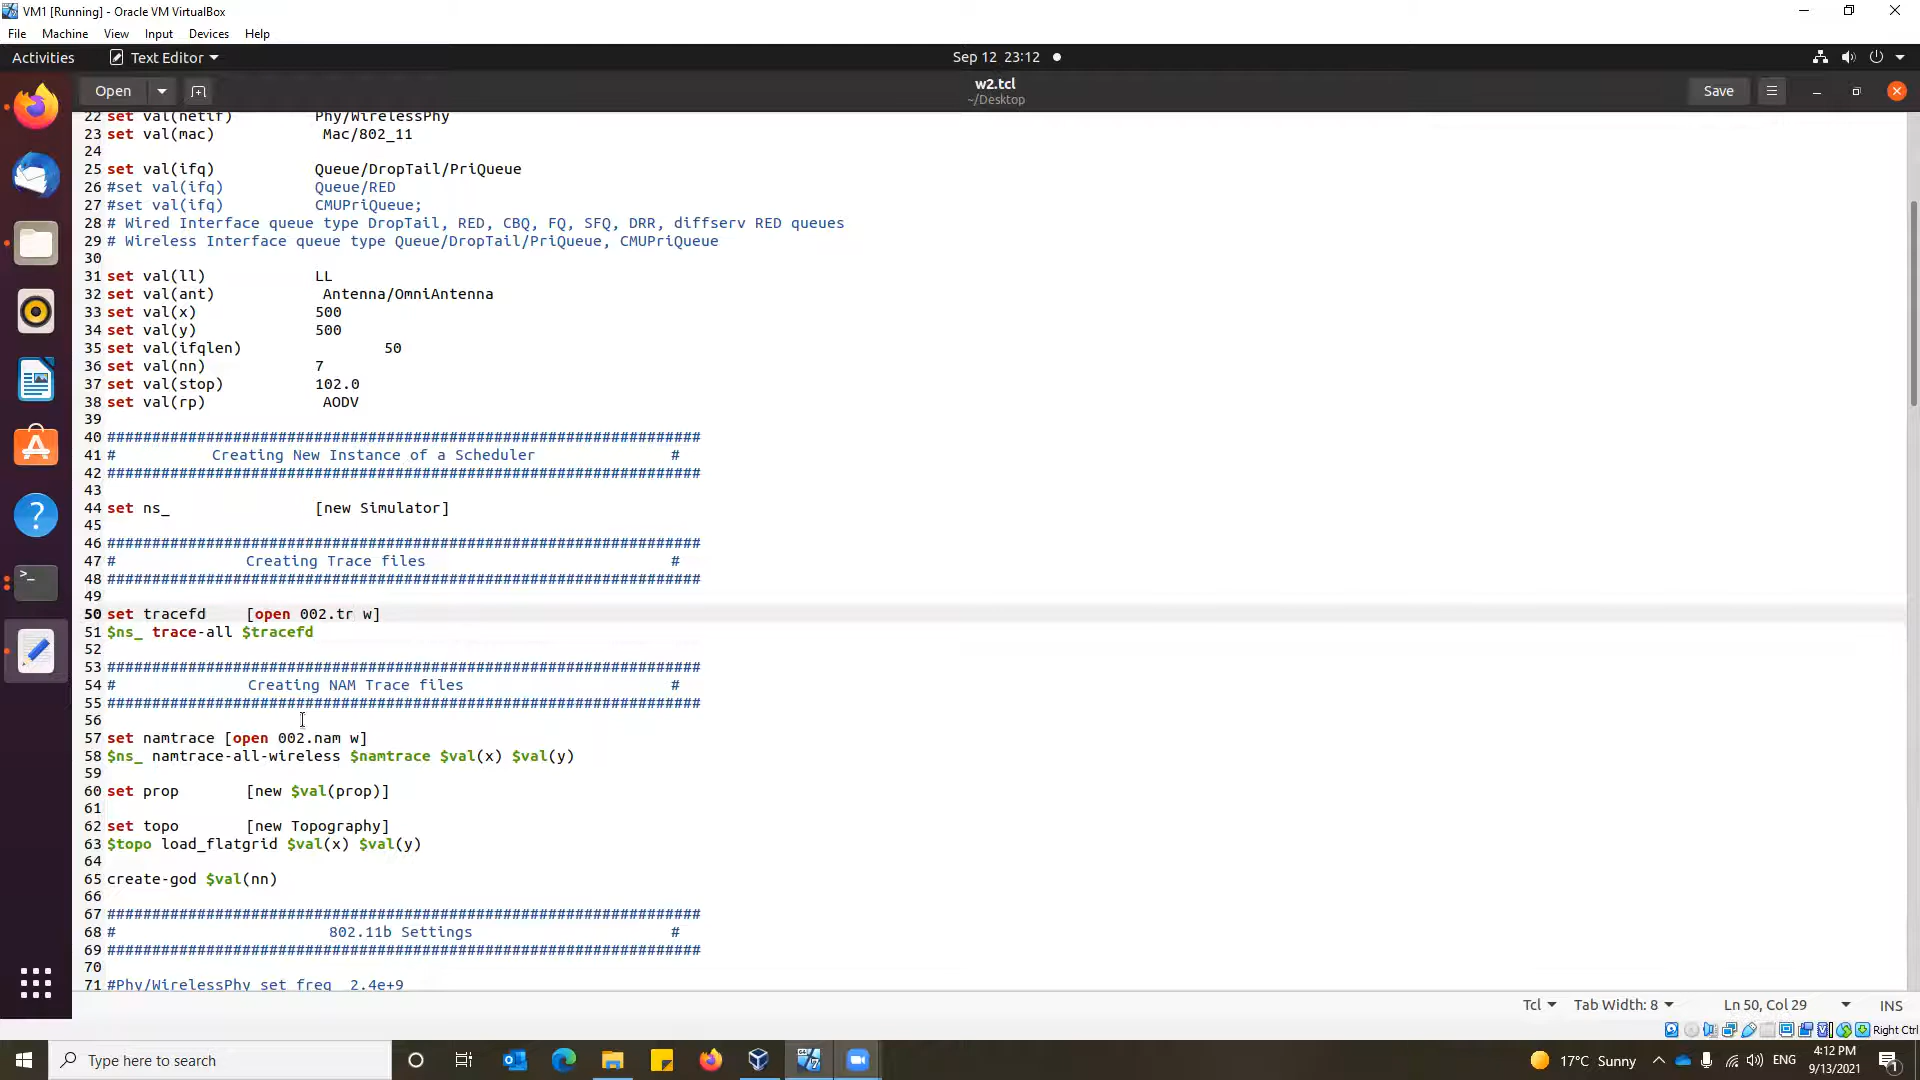 VM1 [Running] - Oracle VM VirtualBox
File Machine View Input Devices Help
Activities Text Editor Sep 12 23:12
Open w2.tcl Save
~/Desktop
22 set val(netif) Phy/WirelessPhy
23 set val(mac) Mac/802_11
24
25 set val(ifq) Queue/DropTail/PriQueue
26 #set val(ifq) Queue/RED
27 #set val(ifq) CMUPriQueue;
28 # Wired Interface queue type DropTail, RED, CBQ, FQ, SFQ, DRR, diffserv RED queues
29 # Wireless Interface queue type Queue/DropTail/PriQueue, CMUPriQueue
30
31 set val(ll) LL
32 set val(ant) Antenna/OmniAntenna
33 set val(x) 500
34 set val(y) 500
35 set val(ifqlen) 50
36 set val(nn) 7
37 set val(stop) 102.0
38 set val(rp) AODV
39
40 ##################################################################
41 # Creating New Instance of a Scheduler #
42 ##################################################################
43
44 set ns_ [new Simulator]
45
46 ##################################################################
47 # Creating Trace files #
48 ##################################################################
49
50 set tracefd [open 002.tr w]
51 $ns_ trace-all $tracefd
52
53 ##################################################################
54 # Creating NAM Trace files #
55 ##################################################################
56
57 set namtrace [open 002.nam w]
58 $ns_ namtrace-all-wireless $namtrace $val(x) $val(y)
59
60 set prop [new $val(prop)]
61
62 set topo [new Topography]
63 $topo load_flatgrid $val(x) $val(y)
64
65 create-god $val(nn)
66
67 ##################################################################
68 # 802.11b Settings #
69 ##################################################################
70
71 #Phy/WirelessPhy set freq_ 2.4e+9
Tcl Tab Width: 8 Ln 50, Col 29 INS
Right Ctrl
Type here to search 17°C Sunny ENG 4:12 PM
9/13/2021